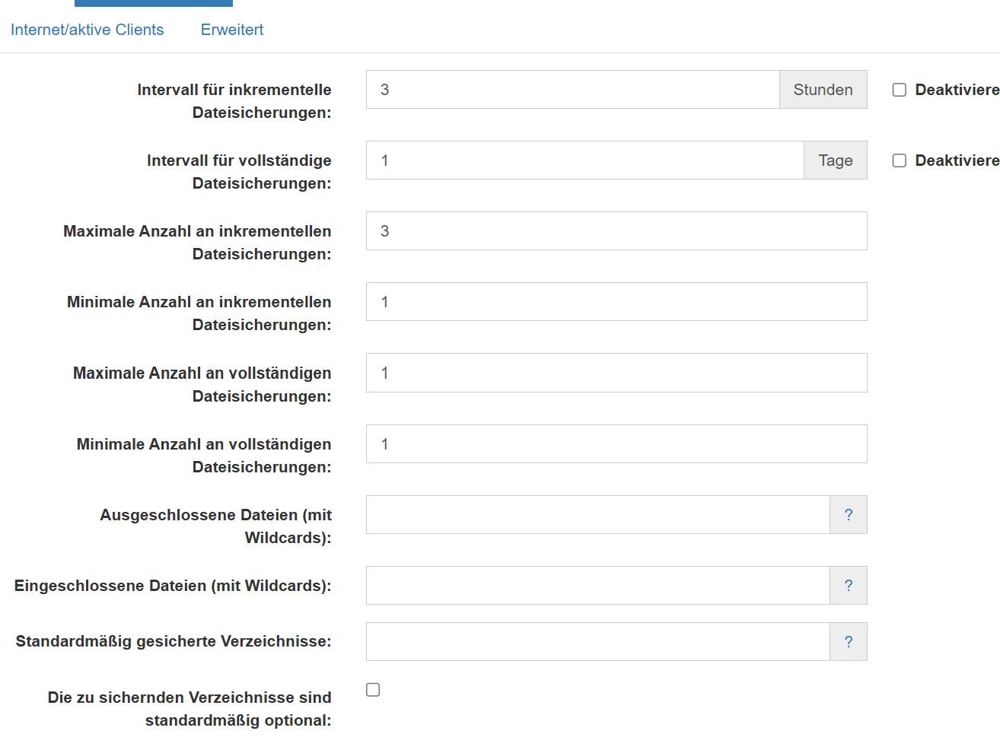 Internet/aktive Clients Erweitert
Intervall für inkrementelle
Dateisicherungen:
3 Stunden Deaktiviere
Intervall für vollständige
Dateisicherungen:
1 Tage Deaktiviere
Maximale Anzahl an inkrementellen
Dateisicherungen:
3
Minimale Anzahl an inkrementellen
Dateisicherungen:
1
Maximale Anzahl an vollständigen
Dateisicherungen:
1
Minimale Anzahl an vollständigen
Dateisicherungen:
1
Ausgeschlossene Dateien (mit
Wildcards):
?
Eingeschlossene Dateien (mit Wildcards):
?
Standardmäßig gesicherte Verzeichnisse:
?
Die zu sichernden Verzeichnisse sind
standardmäßig optional: